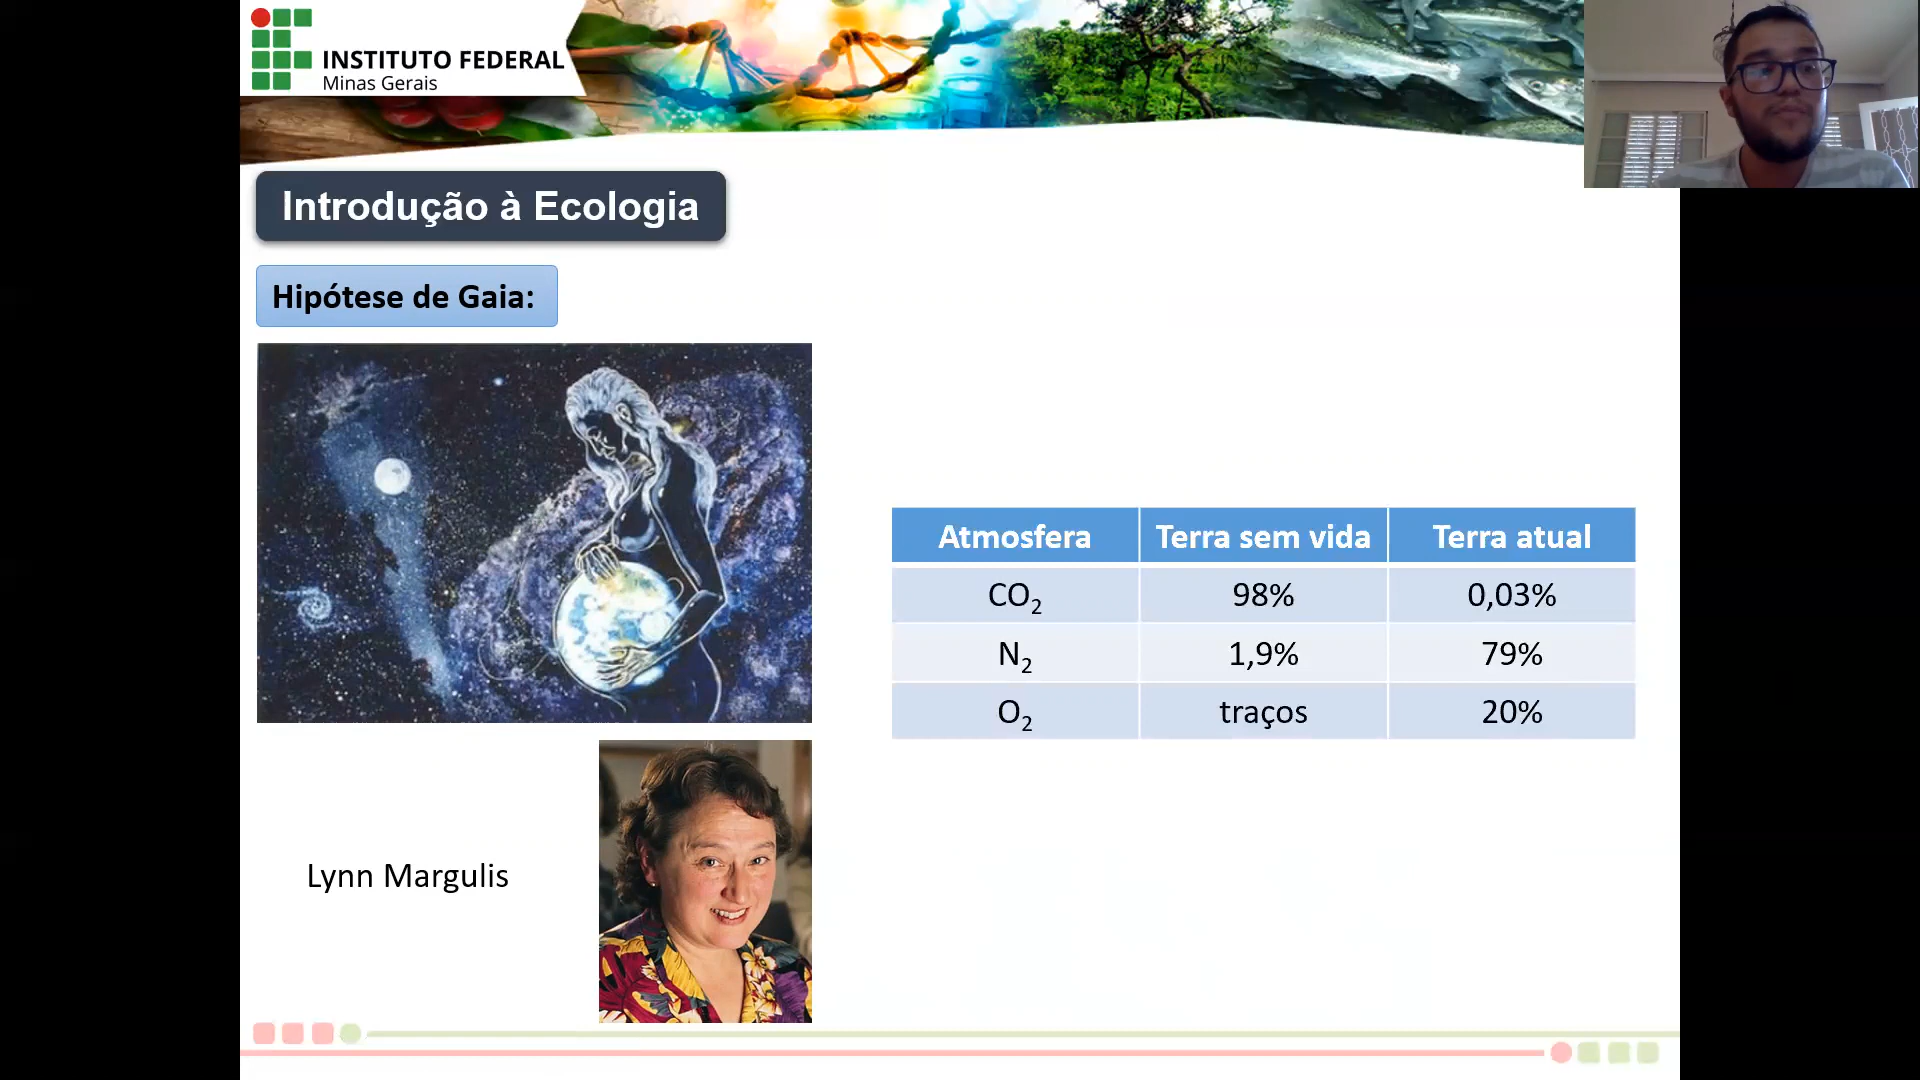 INSTITUTO FEDERAL
Minas Gerais
Introdução à Ecologia
Hipótese de Gaia:
Atmosfera Terra sem vida Terra atual
CO₂ 98% 0,03%
N₂ 1,9% 79%
O₂ traços 20%
Lynn Margulis